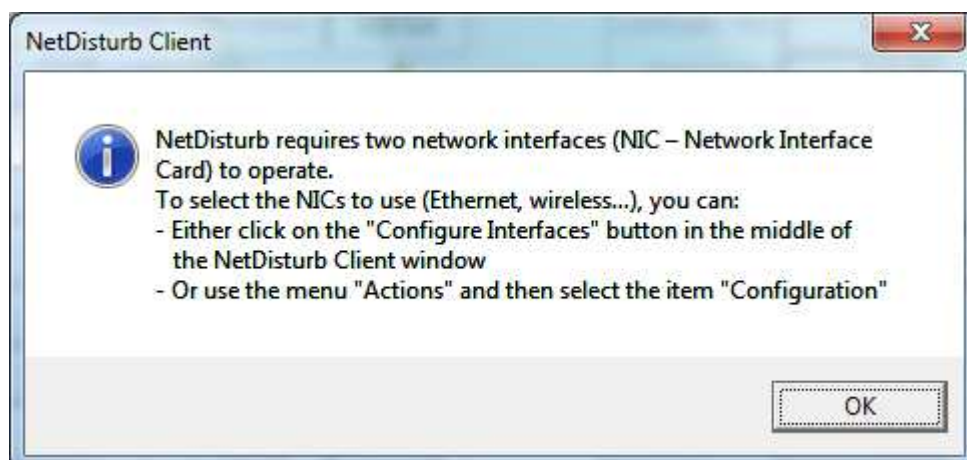 NetDisturb Client
NetDisturb requires two network interfaces (NIC – Network Interface
Card) to operate.
To select the NICs to use (Ethernet, wireless...), you can:
- Either click on the "Configure Interfaces" button in the middle of
the NetDisturb Client window
- Or use the menu "Actions" and then select the item "Configuration"
OK